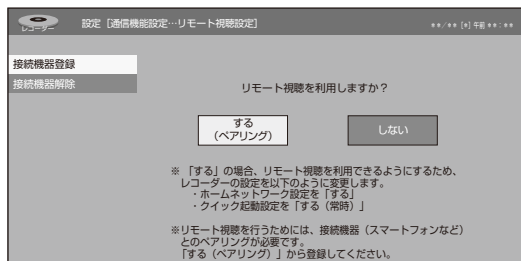 レコーダー 設定［通信機能設定…リモート視聴設定］ ＊＊／＊＊［＊］午前＊＊：＊＊
接続機器登録
接続機器解除
リモート視聴を利用しますか？
する
（ペアリング）
しない
※「する」の場合、リモート視聴を利用できるようにするため、
レコーダーの設定を以下のように変更します。
・ホームネットワーク設定を「する」
・クイック起動設定を「する（常時）」
※リモート視聴を行うためには、接続機器（スマートフォンなど）
とのペアリングが必要です。
「する（ペアリング）」から登録してください。